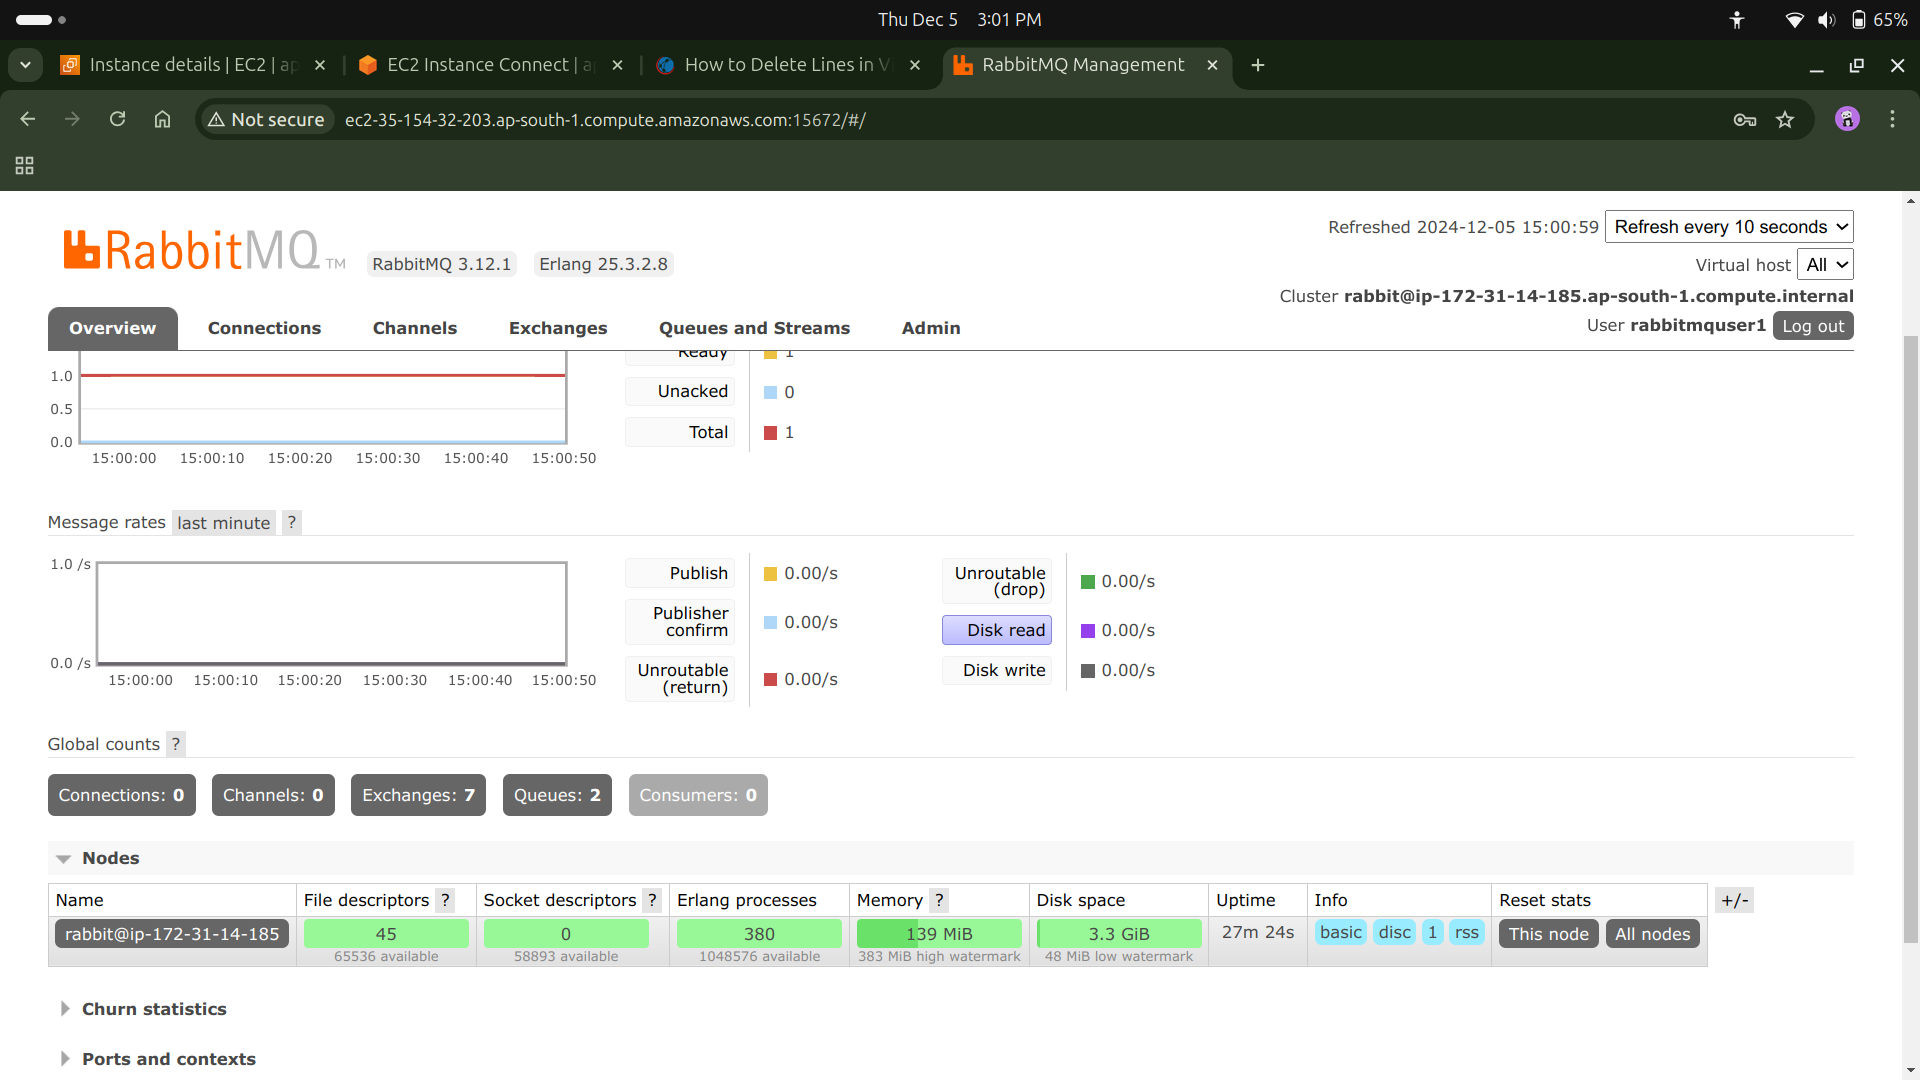 Thu Dec 5 3:01 PM 65%
Instance details | EC2 | ap EC2 Instance Connect | a How to Delete Lines in Vi RabbitMQ Management
Not secure ec2-35-154-32-203.ap-south-1.compute.amazonaws.com:15672/#/
Refreshed 2024-12-05 15:00:59 Refresh every 10 seconds
RabbitMQ TM RabbitMQ 3.12.1 Erlang 25.3.2.8
Virtual host All
Cluster rabbit@ip-172-31-14-185.ap-south-1.compute.internal
User rabbitmquser1 Log out
Overview Connections Channels Exchanges Queues and Streams Admin
Ready 1
1.0
Unacked 0
0.5
Total 1
0.0
15:00:00 15:00:10 15:00:20 15:00:30 15:00:40 15:00:50
Message rates last minute ?
1.0 /s
Publish 0.00/s
Unroutable (drop) 0.00/s
Publisher confirm 0.00/s
Disk read 0.00/s
0.0 /s
Unroutable (return) 0.00/s
Disk write 0.00/s
15:00:00 15:00:10 15:00:20 15:00:30 15:00:40 15:00:50
Global counts ?
Connections: 0 Channels: 0 Exchanges: 7 Queues: 2 Consumers: 0
Nodes
Name File descriptors ? Socket descriptors ? Erlang processes Memory ? Disk space Uptime Info Reset stats +/-
rabbit@ip-172-31-14-185 45 0 380 139 MiB 3.3 GiB 27m 24s basic disc 1 rss This node All nodes
65536 available 58893 available 1048576 available 383 MiB high watermark 48 MiB low watermark
Churn statistics
Ports and contexts